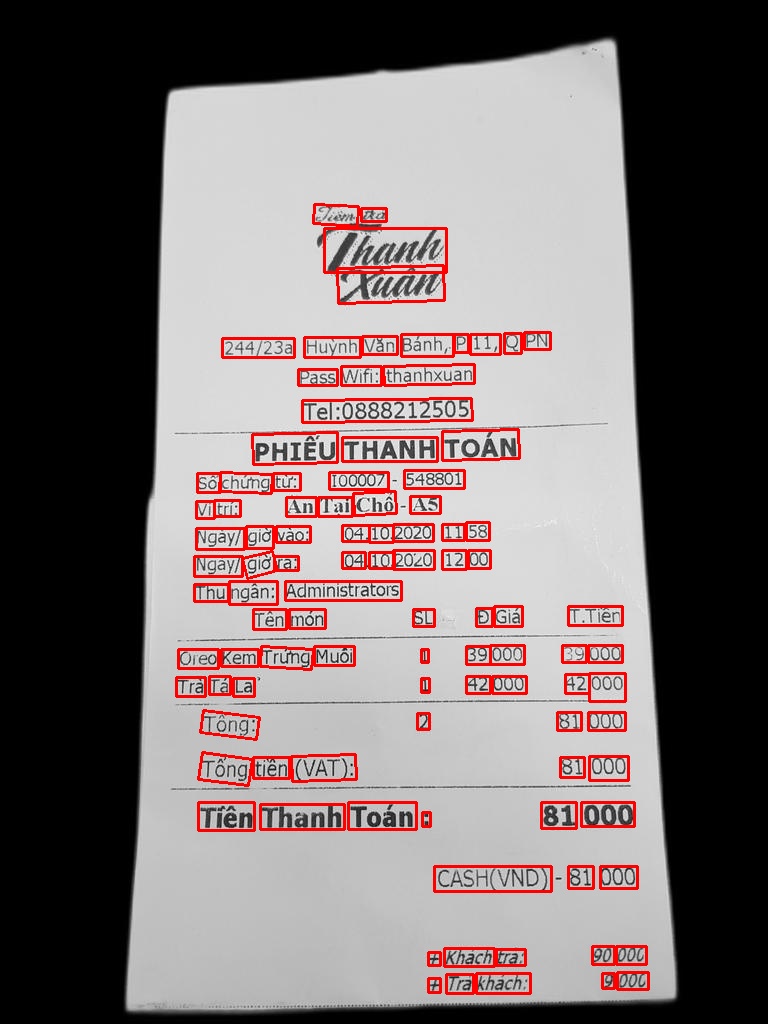 Tiệm trà
Thanh
Xuân
244/23a Huỳnh Văn Bánh, P 11, Q PN
Pass Wifi: thanhxuan
Tel:0888212505
PHIẾU THANH TOÁN
Số chứng từ: I00007 - 548801
Vị trí: Ăn Tại Chỗ - A5
Ngày/ giờ vào: 04.10.2020 11 58
Ngày/ giờ ra: 04.10.2020 12 00
Thu ngân: Administrators
Tên món SL Đ Giá T.Tiền
Oreo Kem Trứng Muối 1 39 000 39 000
Trà Tá Lả 1 42 000 42 000
Tổng: 2 81 000
Tổng tiền (VAT): 81 000
Tiền Thanh Toán : 81 000
CASH(VND) - 81 000
+ Khách trả: 90 000
+ Trả khách: 9 000